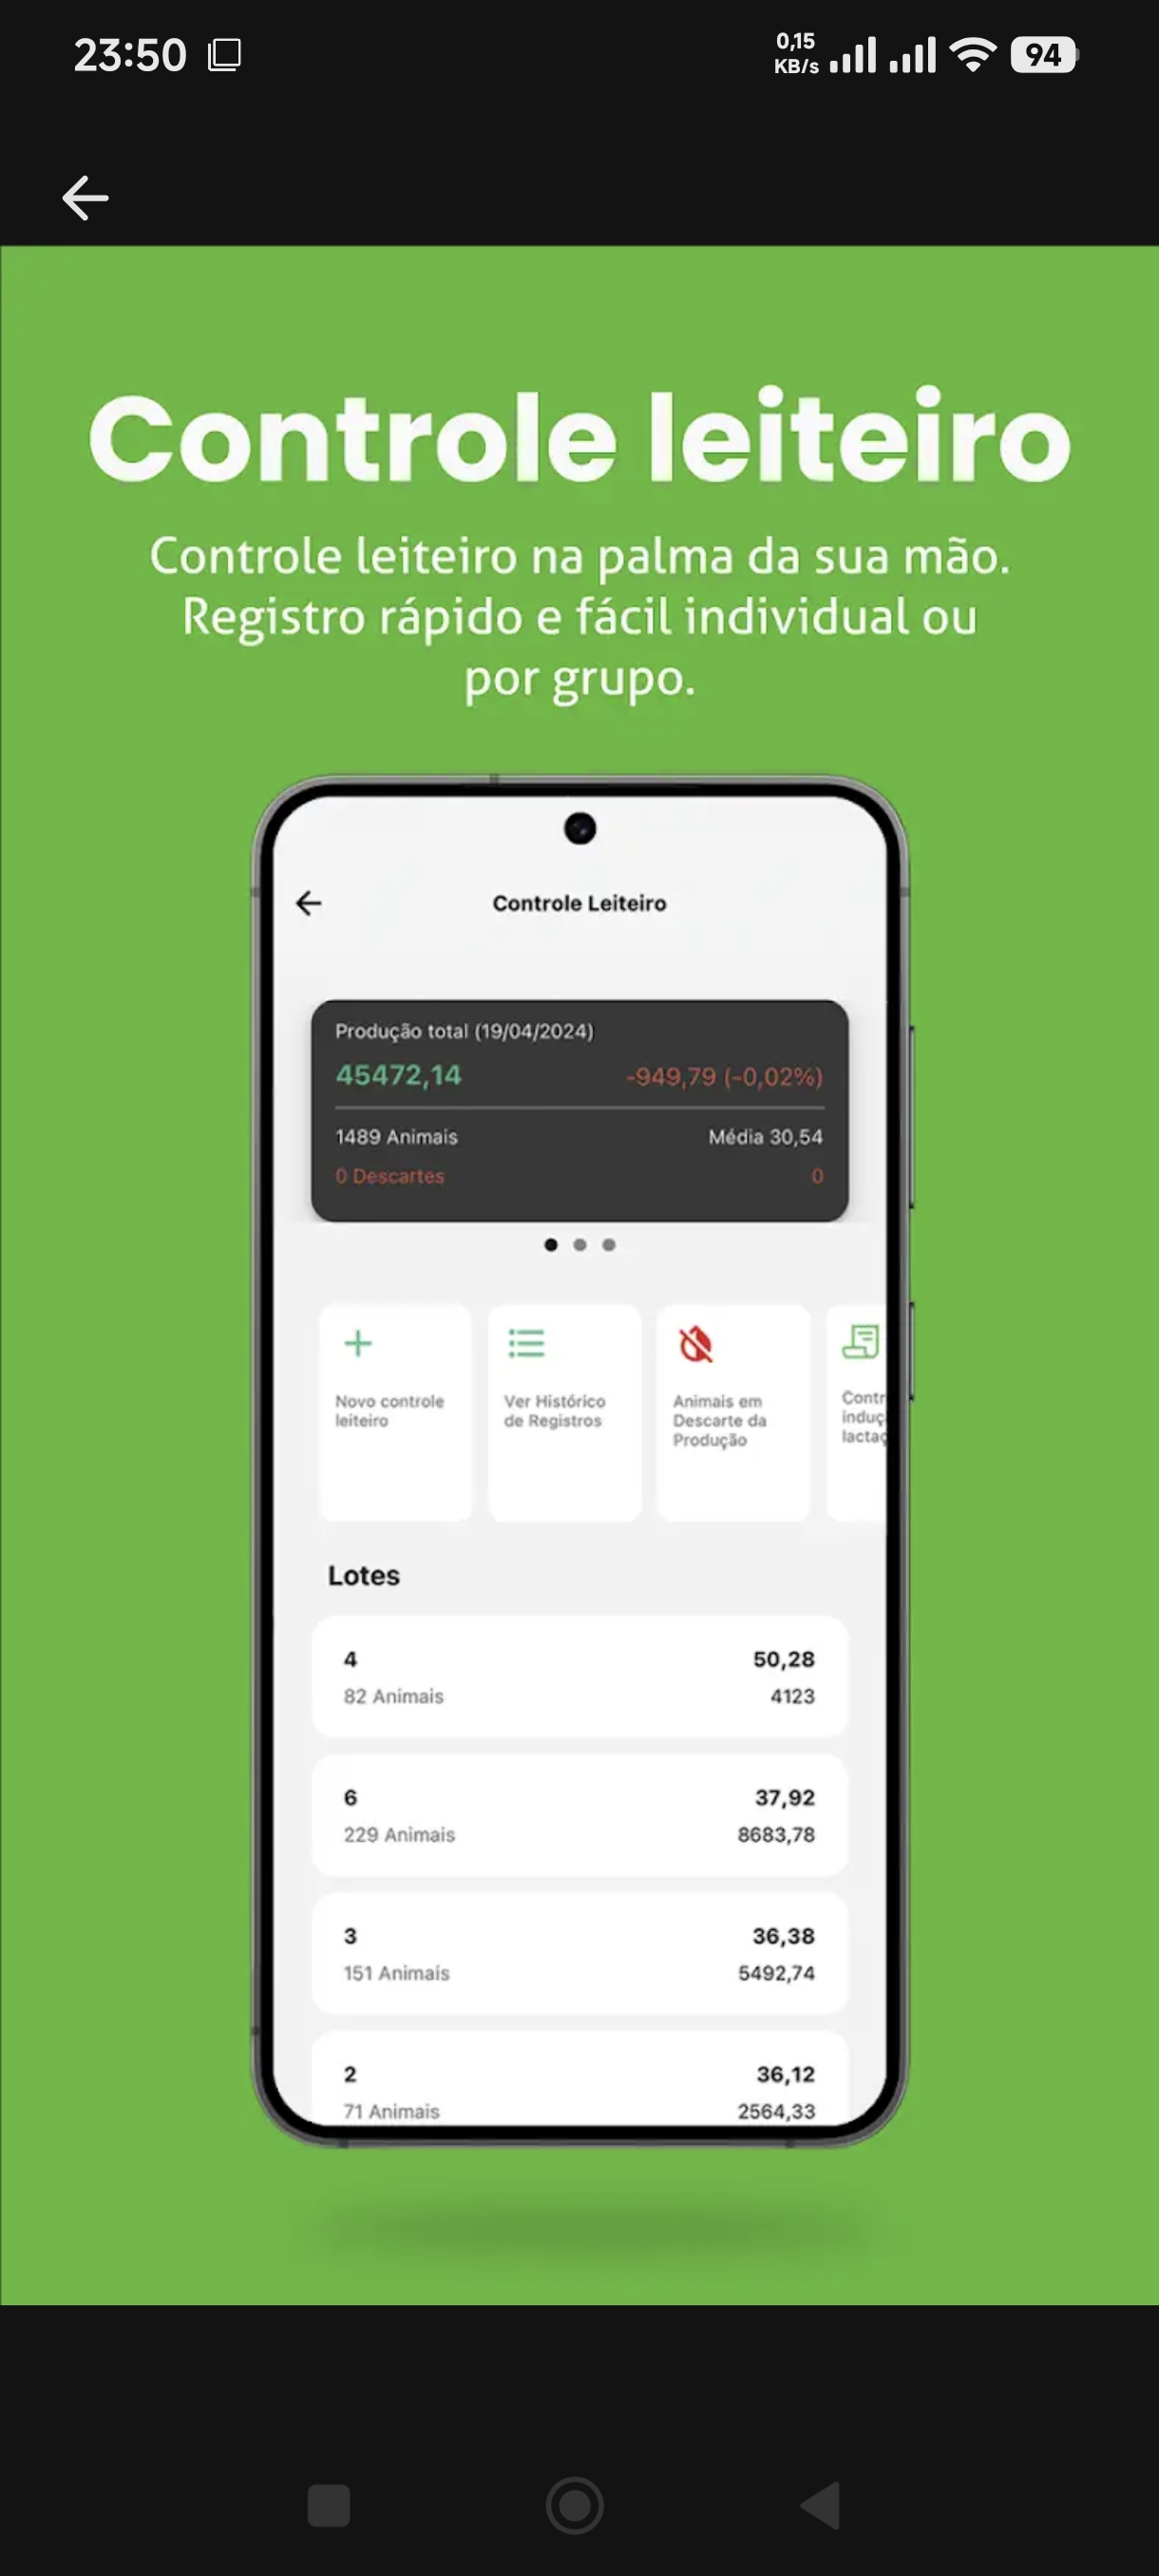 23:50
0,15
KB/s
94
Controle leiteiro
Controle leiteiro na palma da sua mão.
Registro rápido e fácil individual ou
por grupo.
Controle Leiteiro
Produção total (19/04/2024)
45472,14 -949,79 (-0,02%)
1489 Animais Média 30,54
0 Descartes 0
Novo controle
leiteiro
Ver Histórico
de Registros
Animais em
Descarte da
Produção
Contr
induç
lactaç
Lotes
4 50,28
82 Animais 4123
6 37,92
229 Animais 8683,78
3 36,38
151 Animais 5492,74
2 36,12
71 Animais 2564,33